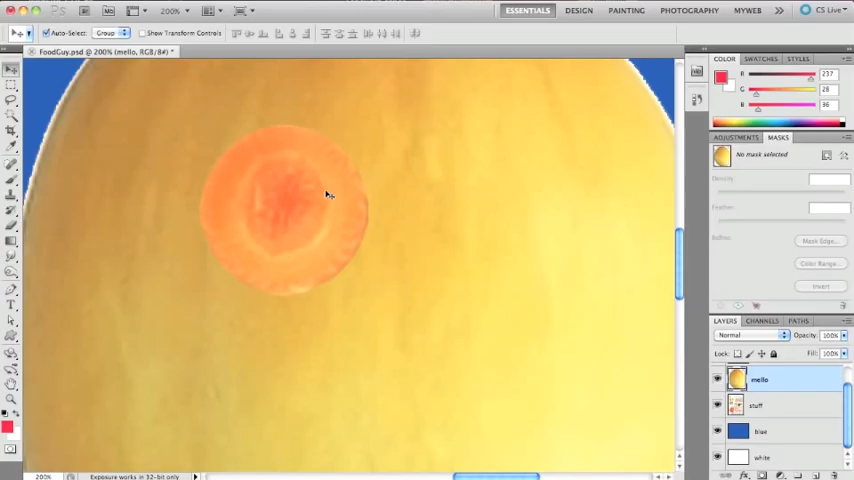 Ps
200%
ESSENTIALS
DESIGN
PAINTING
PHOTOGRAPHY
MYWEB
CS Live
Auto-Select: Group
Show Transform Controls
FoodGuy.psd @ 200% (mello, RGB/8#) *
COLOR SWATCHES STYLES
R 237
G 28
B 36
ADJUSTMENTS MASKS
No mask selected
Density:
Feather:
Refine:
Mask Edge...
Color Range...
Invert
LAYERS CHANNELS PATHS
Normal Opacity: 100%
Lock: Fill: 100%
mello
stuff
blue
white
200% Exposure works in 32-bit only